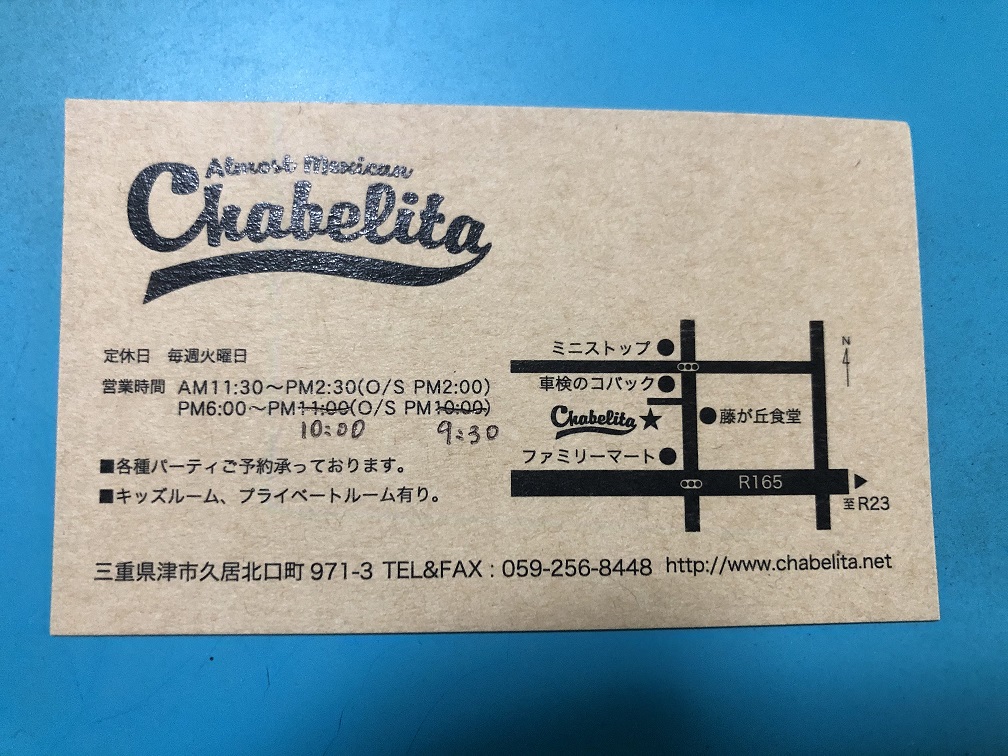 Almost Mexican
Chabelita
定休日　毎週火曜日
営業時間 AM11:30～PM2:30(O/S PM2:00)
PM6:00～PM11:00(O/S PM10:00)
10:00 9:30
■各種パーティご予約承っております。
■キッズルーム、プライベートルーム有り。
ミニストップ
車検のコバック
Chabelita
藤が丘食堂
ファミリーマート
N
R165
至R23
三重県津市久居北口町 971-3 TEL&FAX : 059-256-8448 http://www.chabelita.net